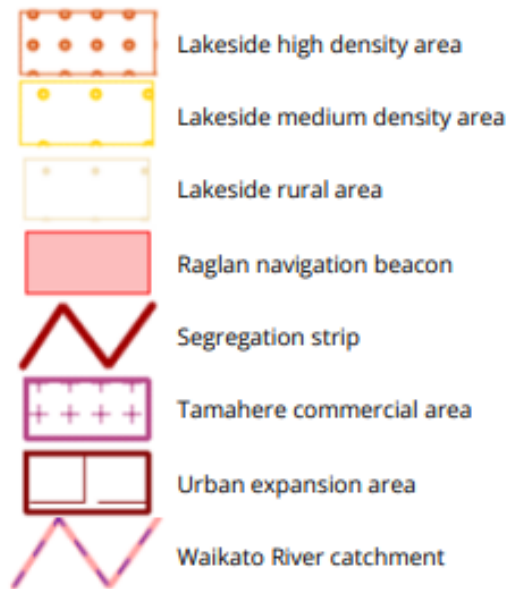 Lakeside high density area
Lakeside medium density area
Lakeside rural area
Raglan navigation beacon
Segregation strip
Tamahere commercial area
Urban expansion area
Waikato River catchment